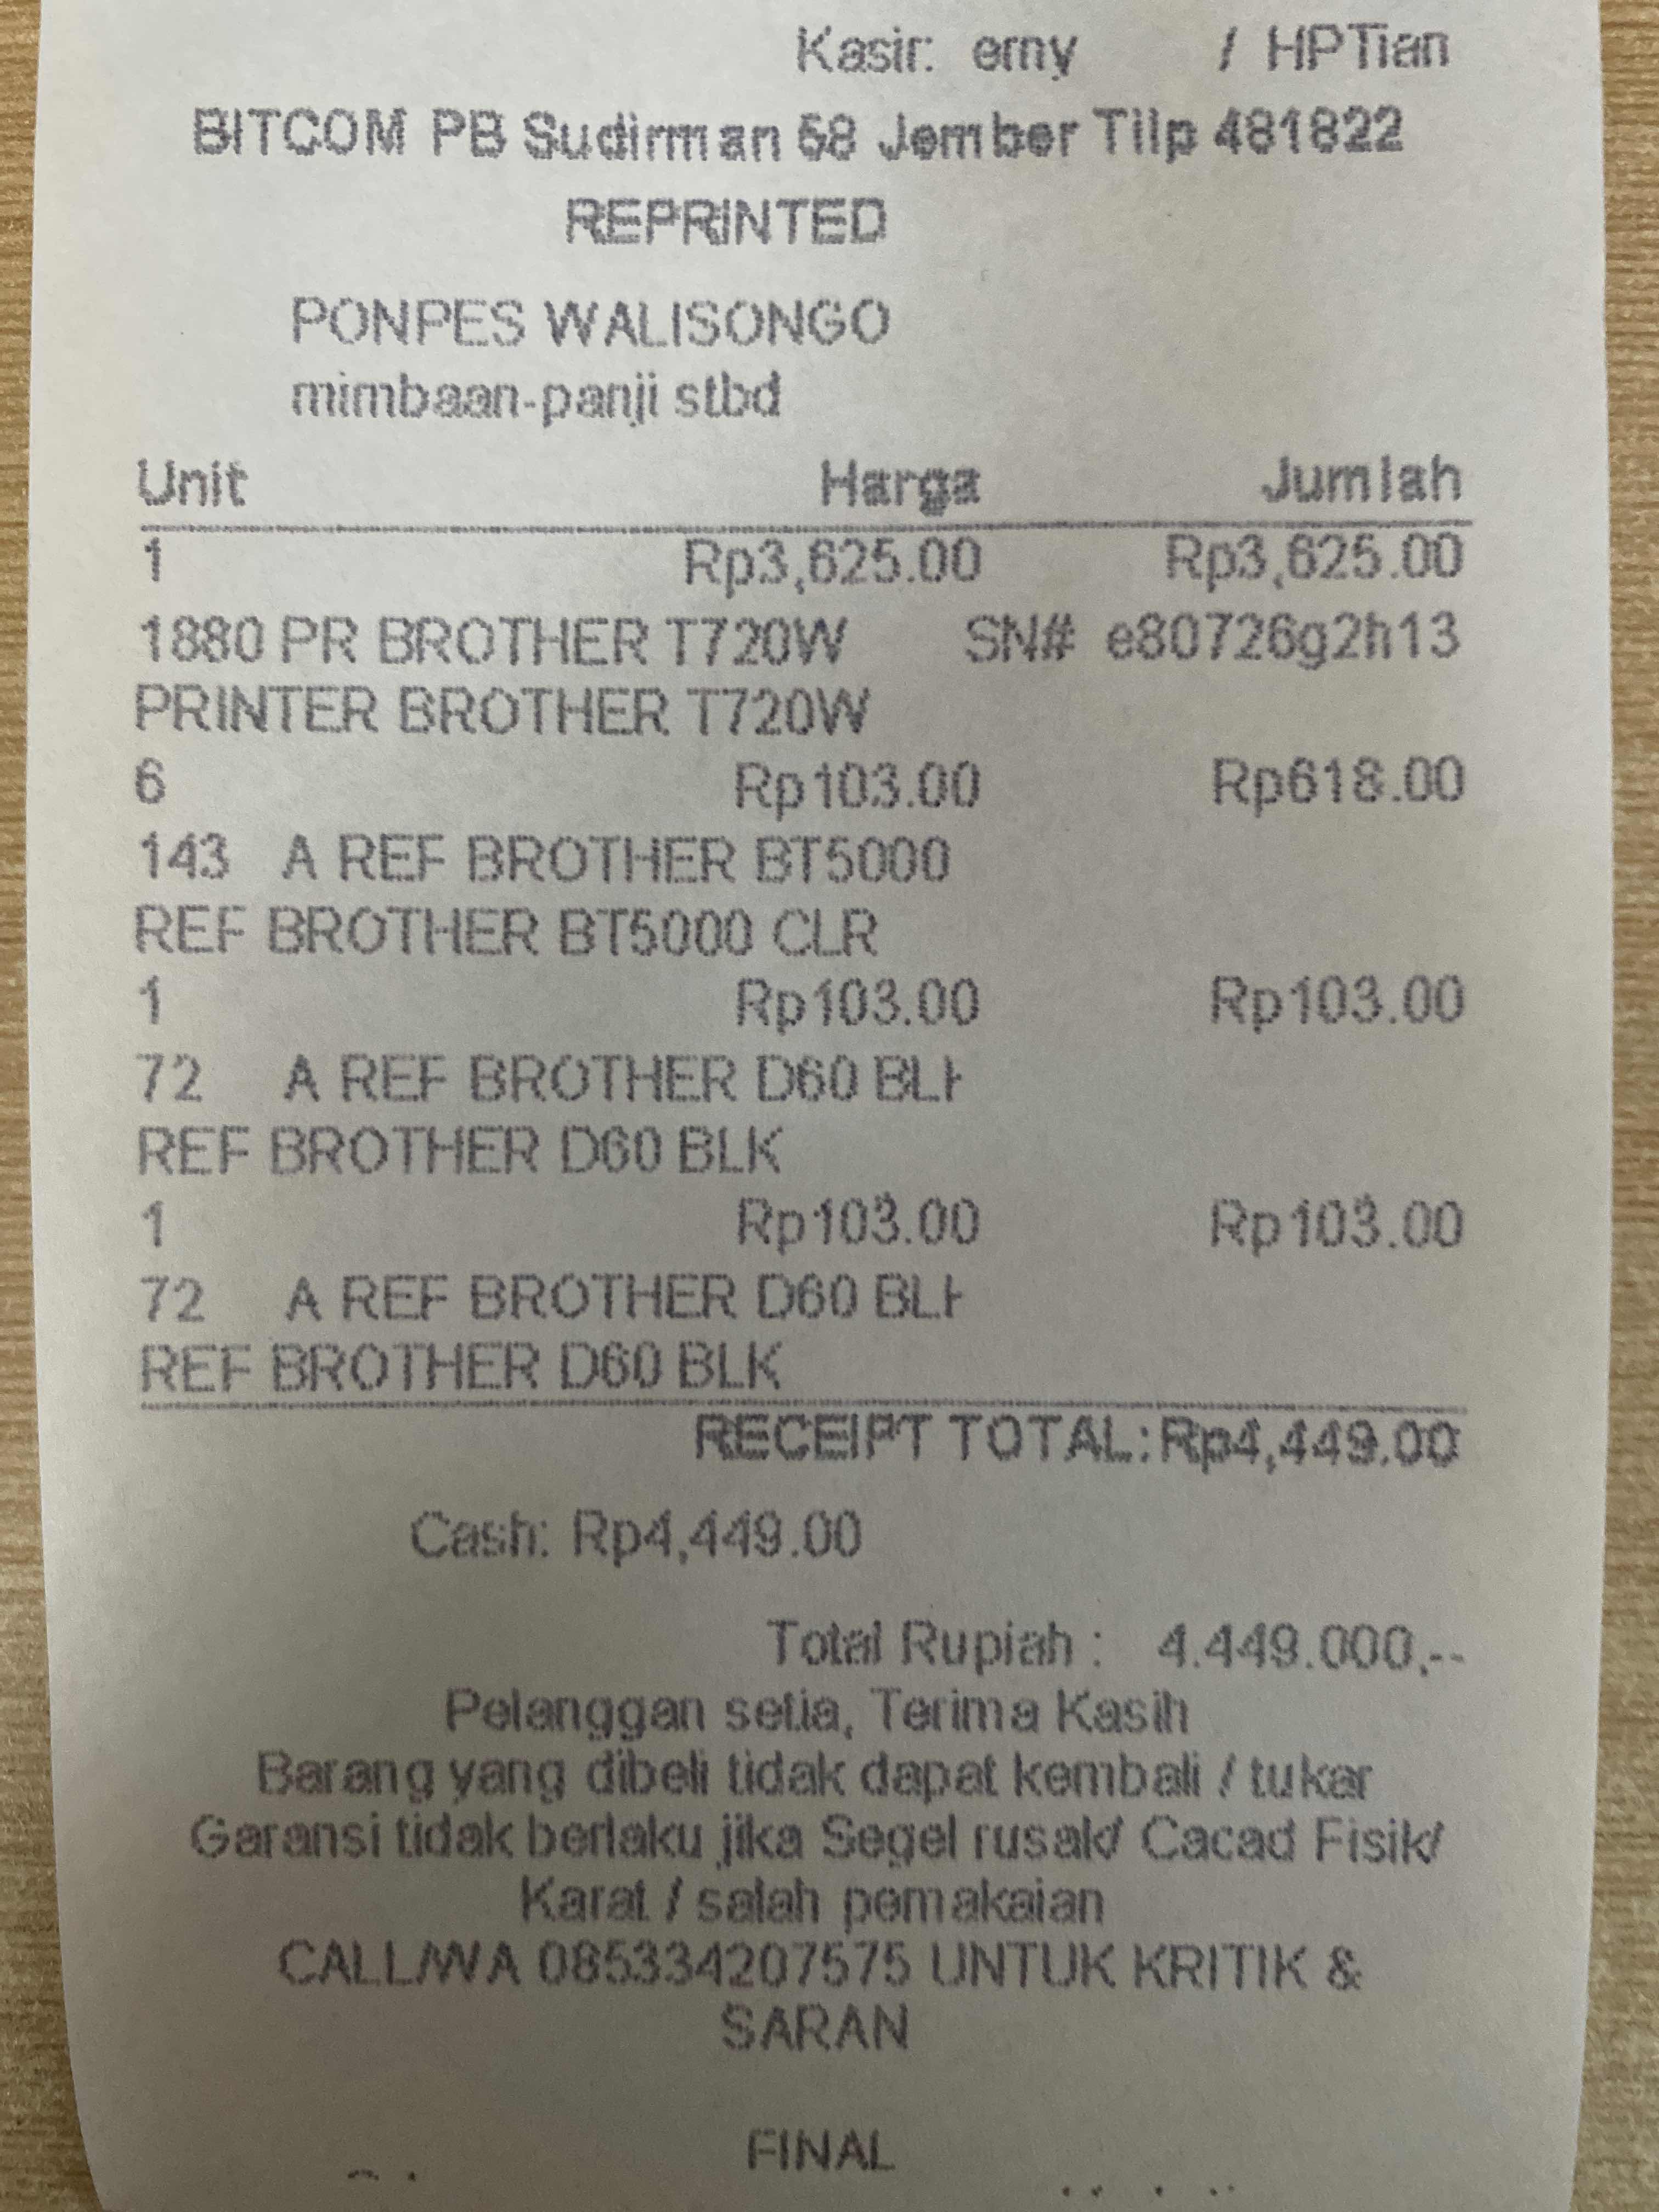 Kasir: erny / HPTian
BITCOM PB Sudirman 58 Jember Tilp 481822
REPRINTED
PONPES WALISONGO
mimbaan-panji stbd
Unit Harga Jumlah
1 Rp3,625.00 Rp3,625.00
1880 PR BROTHER T720W SN# e80726g2h13
PRINTER BROTHER T720W
6 Rp103.00 Rp618.00
143 A REF BROTHER BT5000
REF BROTHER BT5000 CLR
1 Rp103.00 Rp103.00
72 A REF BROTHER D60 BL
REF BROTHER D60 BLK
1 Rp103.00 Rp103.00
72 A REF BROTHER D60 BL
REF BROTHER D60 BLK
RECEIPT TOTAL: Rp4,449.00
Cash: Rp4,449.00
Total Rupiah : 4.449.000,--
Pelanggan setia, Terima Kasih
Barang yang dibeli tidak dapat kembali / tukar
Garansi tidak berlaku jika Segel rusak/ Cacad Fisik/
Karat / salah pemakaian
CALL/WA 085334207575 UNTUK KRITIK &
SARAN
FINAL